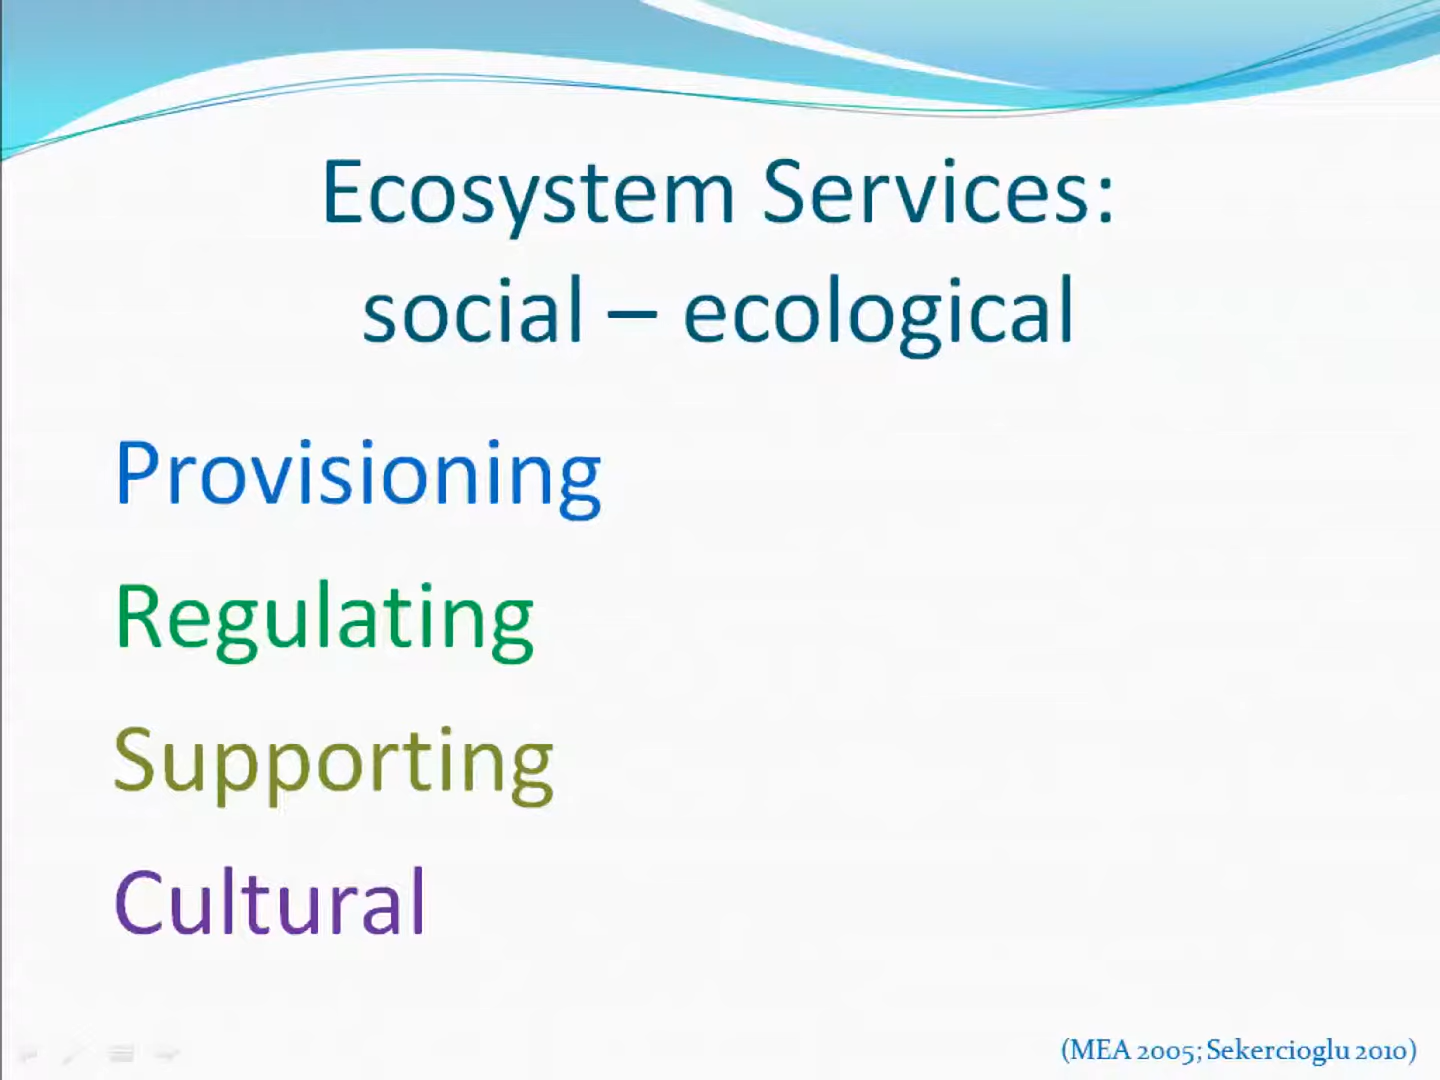 Ecosystem Services:
social – ecological
Provisioning
Regulating
Supporting
Cultural
(MEA 2005; Sekercioglu 2010)